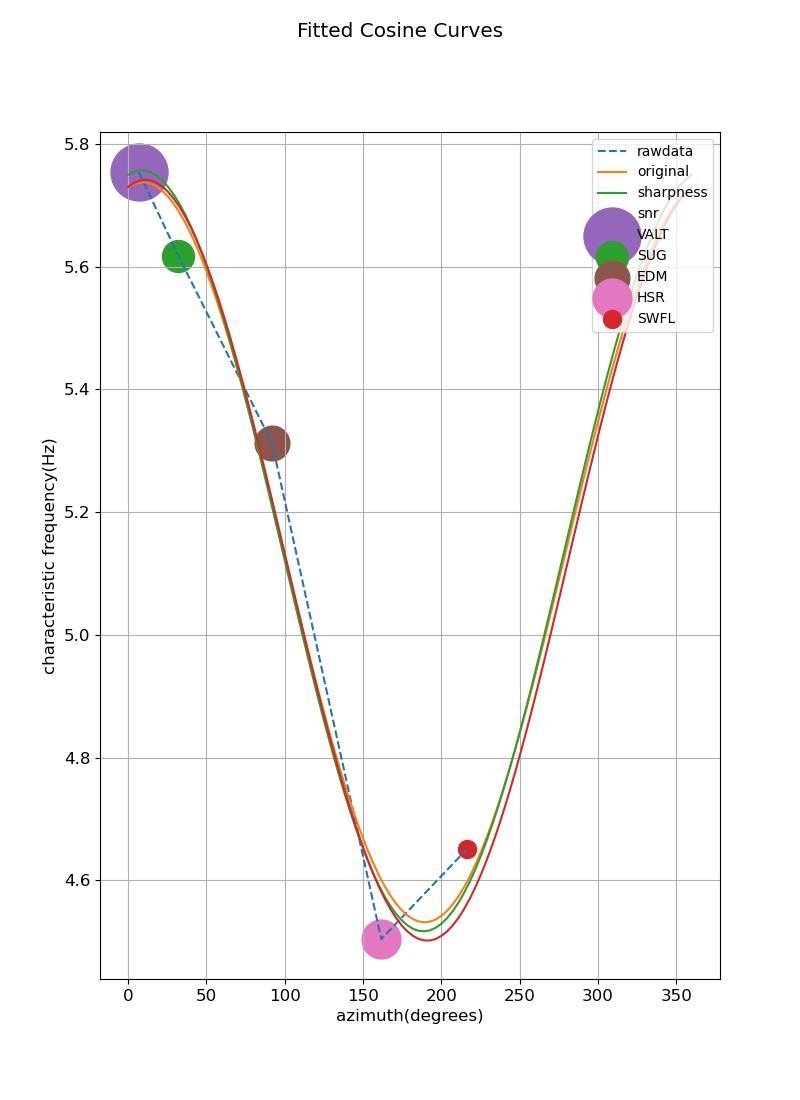 Fitted Cosine Curves
5.8
5.6
5.4
5.2
5.0
4.8
4.6
characteristic frequency(Hz)
rawdata
original
sharpness
snr
VALT
SUG
EDM
HSR
SWFL
0 50 100 150 200 250 300 350
azimuth(degrees)